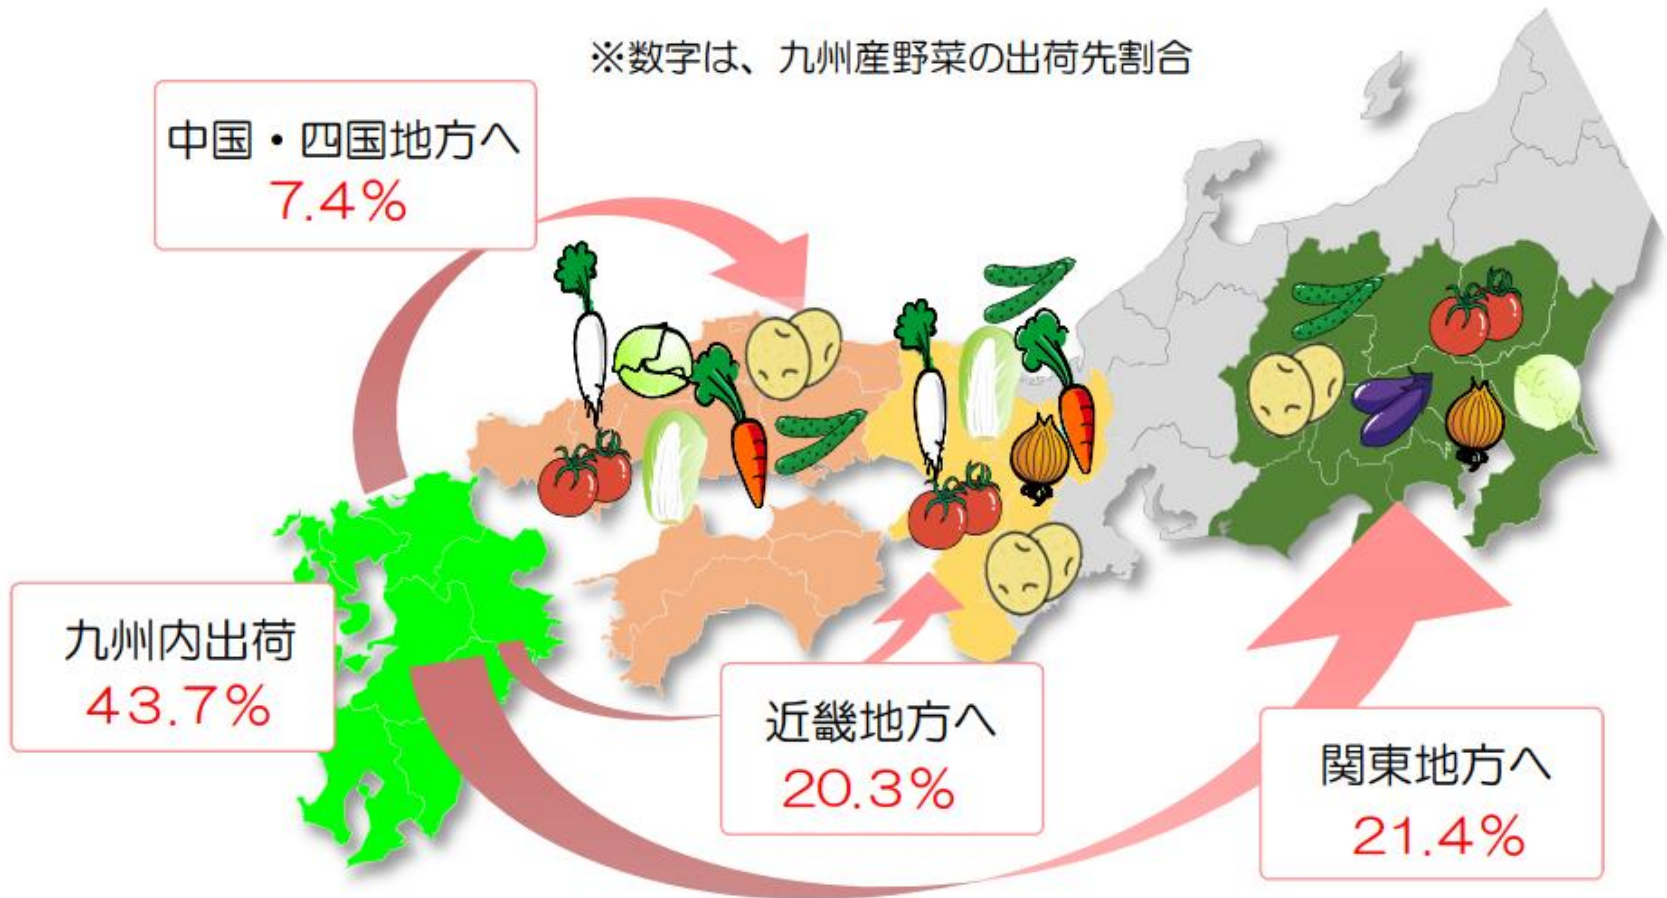 ※数字は、九州産野菜の出荷先割合
中国・四国地方へ
7.4%
九州内出荷
43.7%
近畿地方へ
20.3%
関東地方へ
21.4%